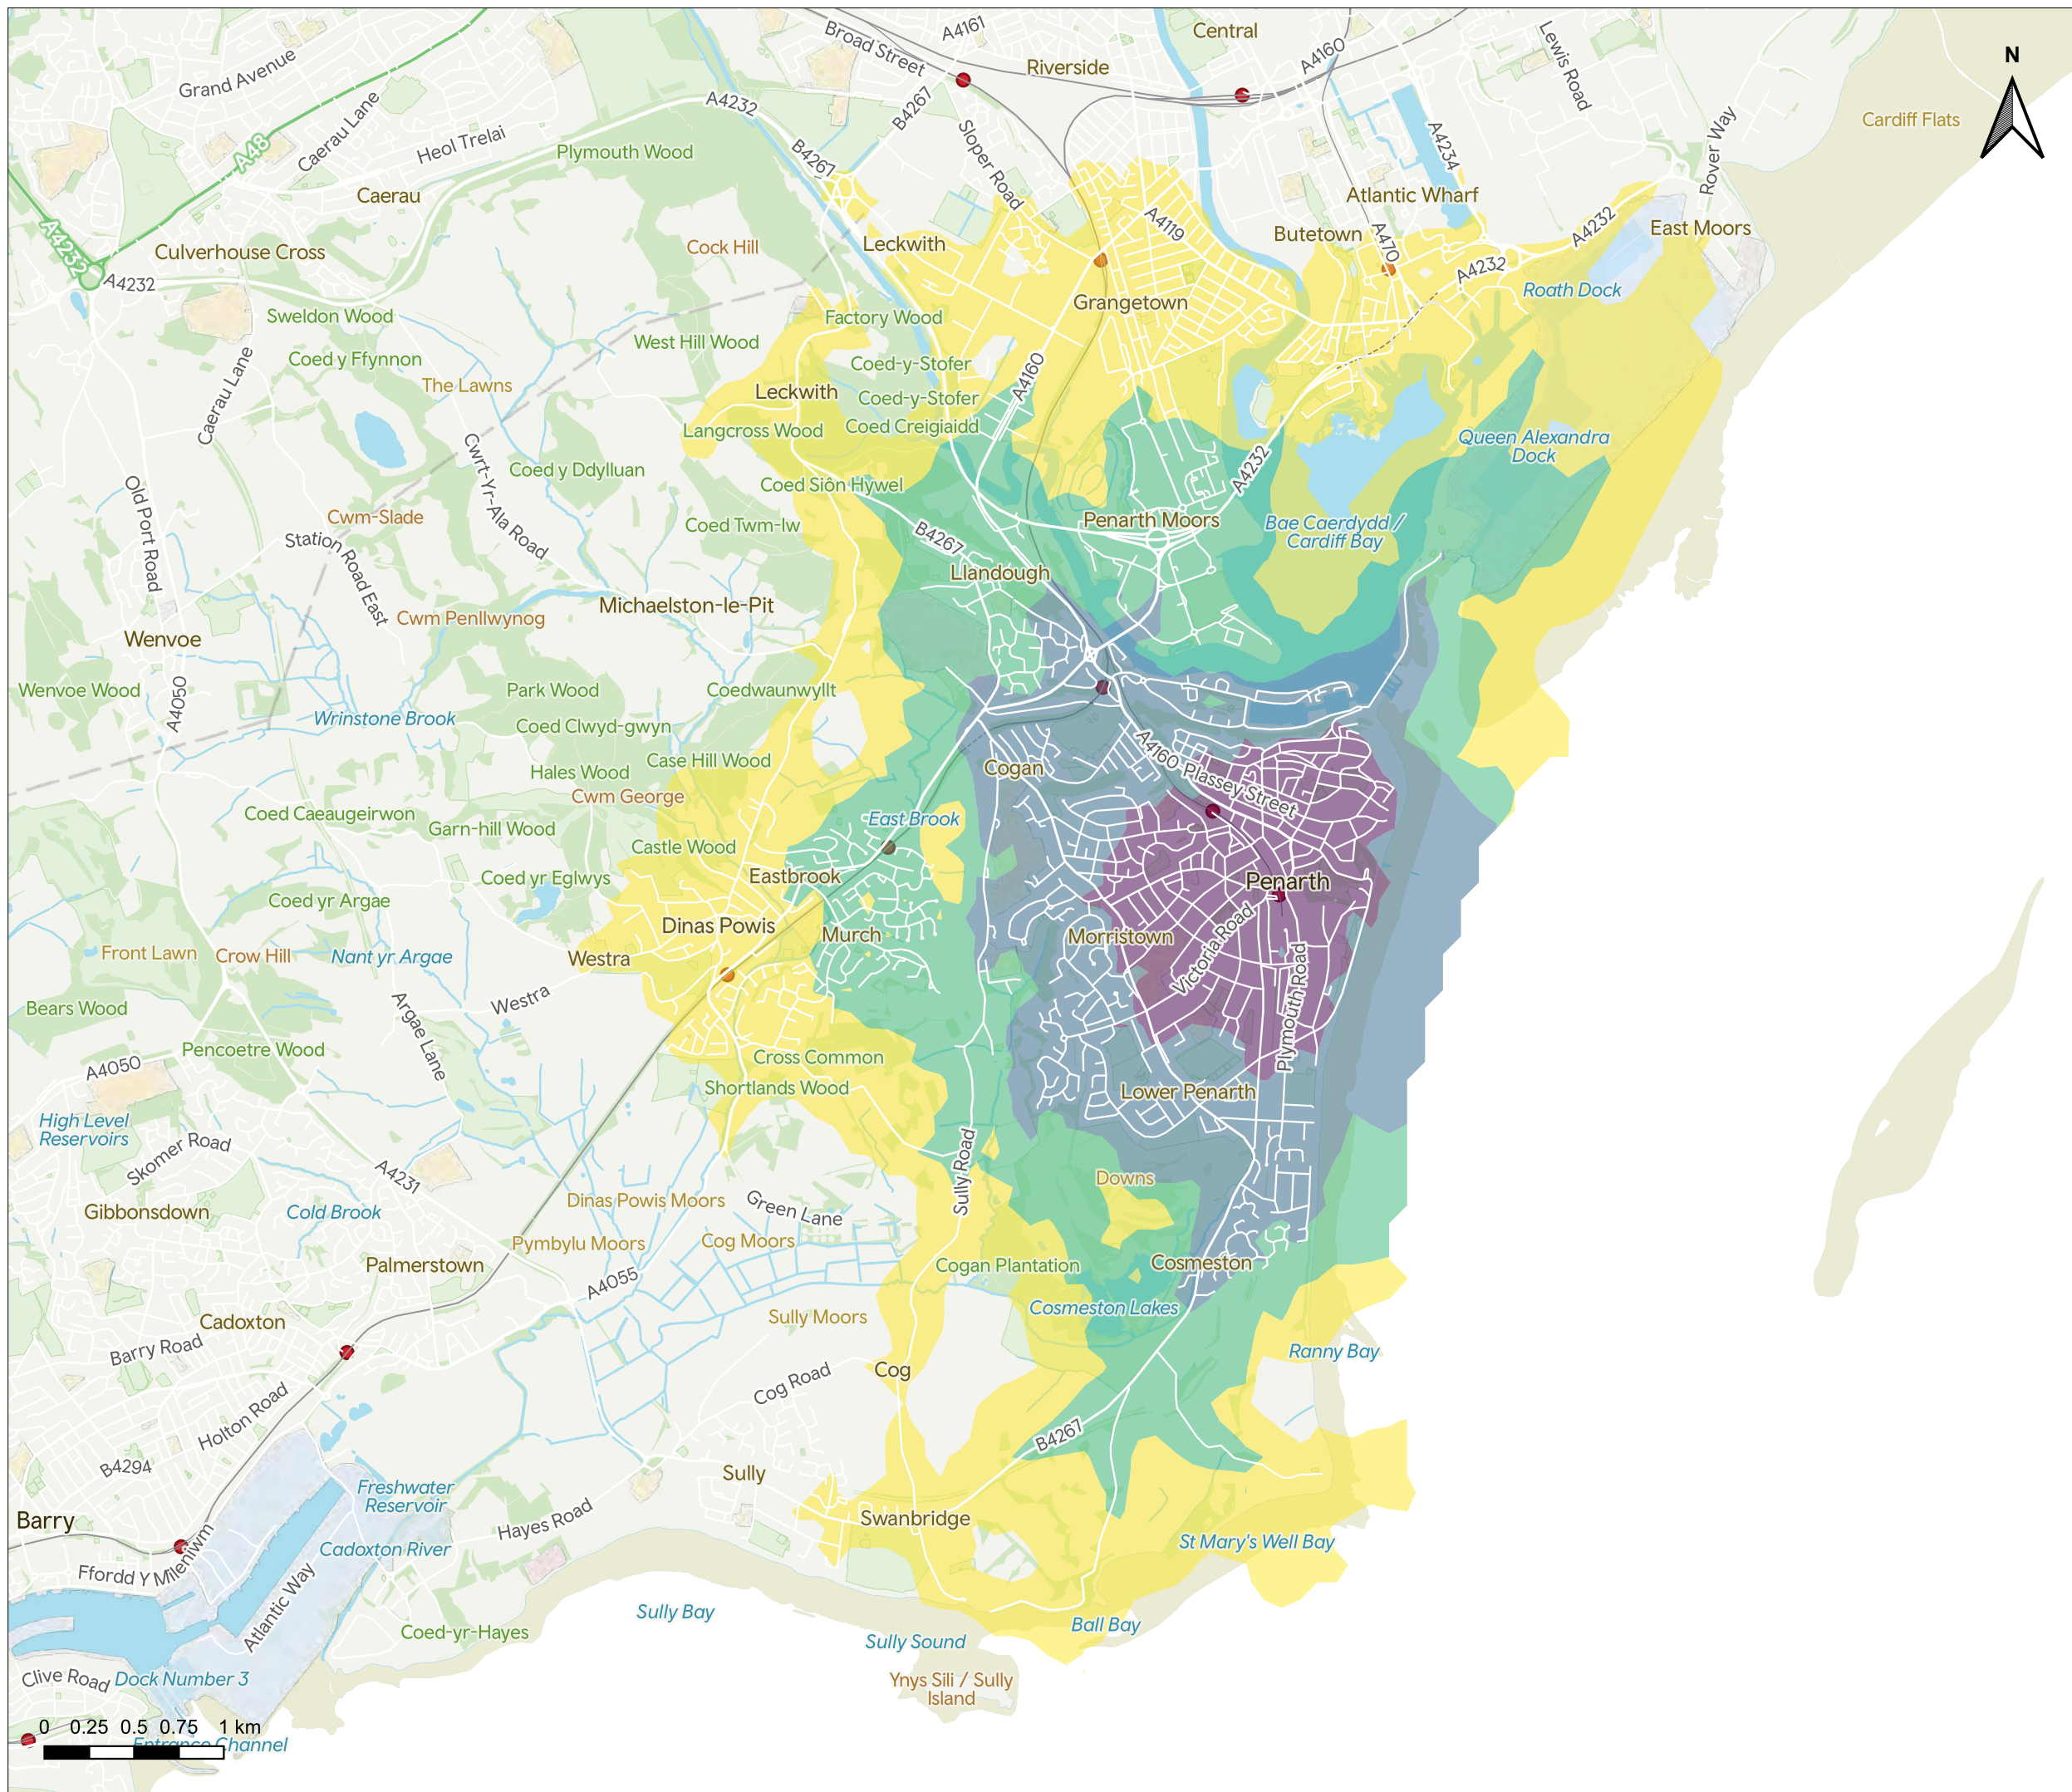 Central
A4161
Broad Street
Riverside
A4160
Lewis Road
N
Grand Avenue
A4232
B4267
Cardiff Flats
Caerau Lane
A48
Heol Trelai
Plymouth Wood
B4267
Sloper Road
A4234
Rover Way
Caerau
Atlantic Wharf
A4119
A4232
Culverhouse Cross
Cock Hill
Leckwith
Butetown
A470
A4232
East Moors
A4232
A4232
Roath Dock
Sweldon Wood
Factory Wood
Grangetown
West Hill Wood
Coed y Ffynnon
Coed-y-Stofer
The Lawns
Leckwith
A4160
Coed-y-Stofer
Caerau Lane
Langcross Wood
Coed Creigiaidd
Queen Alexandra
Dock
Cwrt-Yr-Ala Road
Coed y Ddylluan
Coed Siôn Hywel
A4232
Old Port Road
Cwm-Slade
Coed Twm-lw
Penarth Moors
Bae Caerdydd /
Cardiff Bay
Station Road East
B4267
Llandough
Michaelston-le-Pit
Cwm Penllwynog
Wenvoe
Wenvoe Wood
A4050
Park Wood
Coedwaunwyllt
Wrinstone Brook
Coed Clwyd-gwyn
Case Hill Wood
A4160 Plassey Street
Hales Wood
Cogan
Cwm George
Coed Caeaugeirwon
Garn-hill Wood
East Brook
Castle Wood
Coed yr Eglwys
Eastbrook
Penarth
Coed yr Argae
Dinas Powis
Murch
Morristown
Victoria Road
Front Lawn
Crow Hill
Nant yr Argae
Westra
Plymouth Road
Bears Wood
Argae Lane
Westra
Pencoetre Wood
Cross Common
A4050
Shortlands Wood
Lower Penarth
High Level
Reservoirs
Skomer Road
A4231
Sully Road
Downs
Gibbonsdown
Cold Brook
Dinas Powis Moors
Green Lane
Pymbylu Moors
Cog Moors
Palmerstown
A4055
Cogan Plantation
Cosmeston
Cosmeston Lakes
Cadoxton
Sully Moors
Barry Road
Ranny Bay
Cog
Cog Road
Holton Road
B4267
B4294
Sully
Freshwater
Reservoir
Barry
Hayes Road
Swanbridge
St Mary's Well Bay
Cadoxton River
Ffordd Y Mileniwm
Atlantic Way
Sully Bay
Ball Bay
Coed-yr-Hayes
Sully Sound
Clive Road
Dock Number 3
Ynys Sili / Sully
Island
0 0.25 0.5 0.75 1 km
Entrance Channel